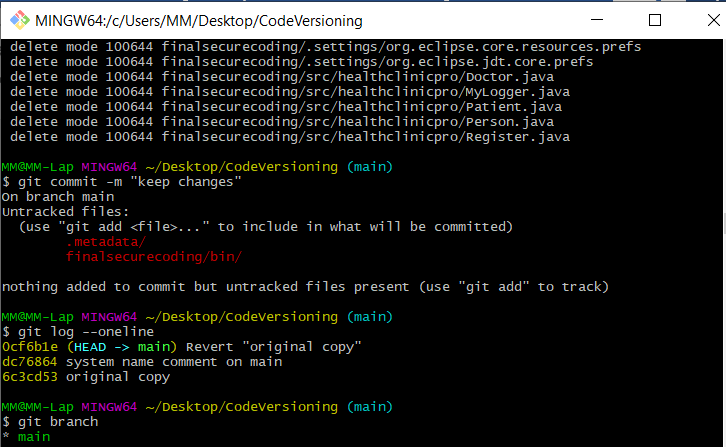 MINGW64:/c/Users/MM/Desktop/CodeVersioning
delete mode 100644 finalsecurecoding/.settings/org.eclipse.core.resources.prefs
delete mode 100644 finalsecurecoding/.settings/org.eclipse.jdt.core.prefs
delete mode 100644 finalsecurecoding/src/healthclinicpro/Doctor.java
delete mode 100644 finalsecurecoding/src/healthclinicpro/MyLogger.java
delete mode 100644 finalsecurecoding/src/healthclinicpro/Patient.java
delete mode 100644 finalsecurecoding/src/healthclinicpro/Person.java
delete mode 100644 finalsecurecoding/src/healthclinicpro/Register.java
MM@MM-Lap MINGW64 ~/Desktop/CodeVersioning (main)
$ git commit -m "keep changes"
On branch main
Untracked files:
(use "git add <file>..." to include in what will be committed)
.metadata/
finalsecurecoding/bin/
nothing added to commit but untracked files present (use "git add" to track)
MM@MM-Lap MINGW64 ~/Desktop/CodeVersioning (main)
$ git log --oneline
0cf6b1e (HEAD -> main) Revert "original copy"
dc76864 system name comment on main
6c3cd53 original copy
MM@MM-Lap MINGW64 ~/Desktop/CodeVersioning (main)
$ git branch
* main